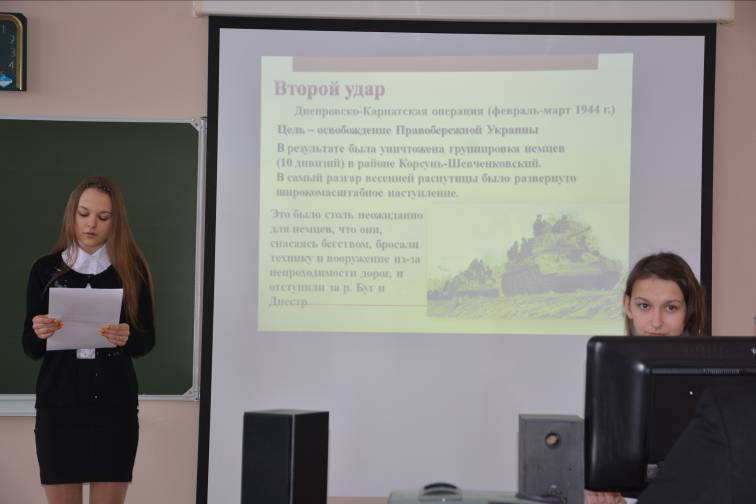 Второй удар
Днепровско-Карпатская операция (февраль-март 1944 г.)
Цель – освобождение Правобережной Украины
В результате была уничтожена группировка немцев
(10 дивизий) в районе Корсунь-Шевченковский.
В самый разгар весенней распутицы было развернуто
широкомасштабное наступление.
Это было столь неожиданно
для немцев, что они,
спасаясь бегством, бросали
технику и вооружение из-за
непроходимости дорог, и
отступили за р. Буг и
Днестр